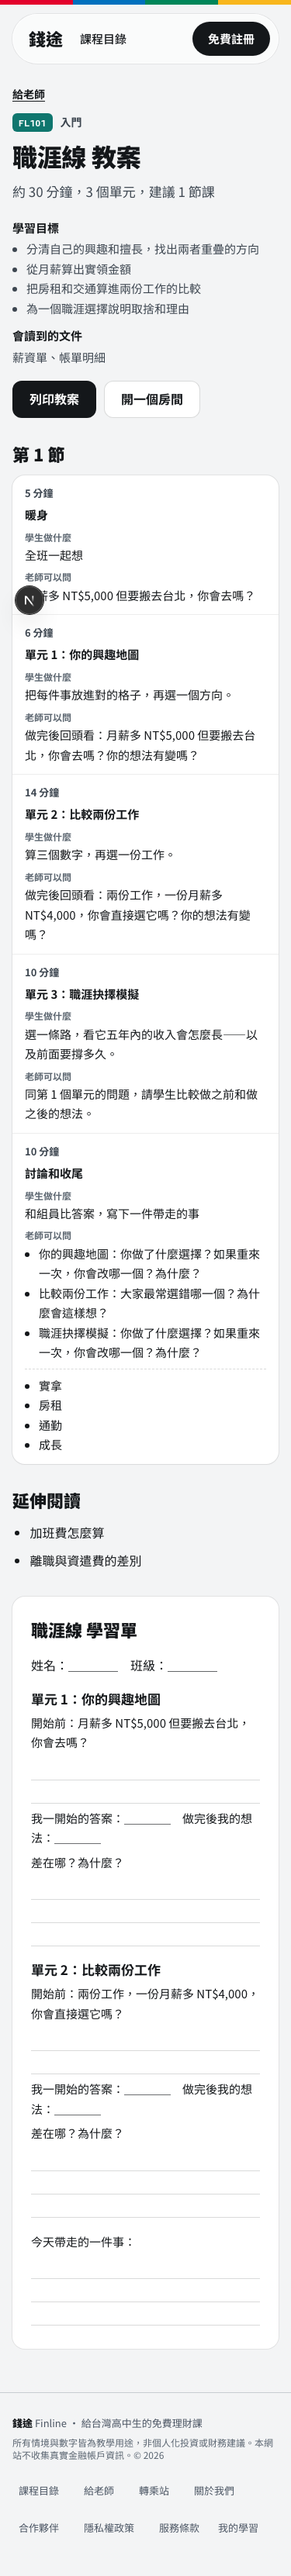 錢途 課程目錄 免費註冊
給老師
FL101 入門
職涯線 教案
約 30 分鐘，3 個單元，建議 1 節課
學習目標
分清自己的興趣和擅長，找出兩者重疊的方向
從月薪算出實領金額
把房租和交通算進兩份工作的比較
為一個職涯選擇說明取捨和理由
會讀到的文件
薪資單、帳單明細
列印教案 開一個房間
第 1 節
5 分鐘
暖身
學生做什麼
全班一起想
老師可以問
薪多 NT$5,000 但要搬去台北，你會去嗎？
6 分鐘
單元 1：你的興趣地圖
學生做什麼
把每件事放進對的格子，再選一個方向。
老師可以問
做完後回頭看：月薪多 NT$5,000 但要搬去台
北，你會去嗎？你的想法有變嗎？
14 分鐘
單元 2：比較兩份工作
學生做什麼
算三個數字，再選一份工作。
老師可以問
做完後回頭看：兩份工作，一份月薪多
NT$4,000，你會直接選它嗎？你的想法有變
嗎？
10 分鐘
單元 3：職涯抉擇模擬
學生做什麼
選一條路，看它五年內的收入會怎麼長——以
及前面要撐多久。
老師可以問
同第 1 個單元的問題，請學生比較做之前和做
之後的想法。
10 分鐘
討論和收尾
學生做什麼
和組員比答案，寫下一件帶走的事
老師可以問
你的興趣地圖：你做了什麼選擇？如果重來
一次，你會改哪一個？為什麼？
比較兩份工作：大家最常選錯哪一個？為什
麼會這樣想？
職涯抉擇模擬：你做了什麼選擇？如果重來
一次，你會改哪一個？為什麼？
實拿
房租
通勤
成長
延伸閱讀
加班費怎麼算
離職與資遣費的差別
職涯線 學習單
姓名：________ 班級：________
單元 1：你的興趣地圖
開始前：月薪多 NT$5,000 但要搬去台北，
你會去嗎？
我一開始的答案：________ 做完後我的想
法：________
差在哪？為什麼？
單元 2：比較兩份工作
開始前：兩份工作，一份月薪多 NT$4,000，
你會直接選它嗎？
我一開始的答案：________ 做完後我的想
法：________
差在哪？為什麼？
今天帶走的一件事：
錢途 Finline · 給台灣高中生的免費理財課
所有情境與數字皆為教學用途，非個人化投資或財務建議。本網
站不收集真實金融帳戶資訊。© 2026
課程目錄 給老師 轉乘站 關於我們
合作夥伴 隱私權政策 服務條款 我的學習